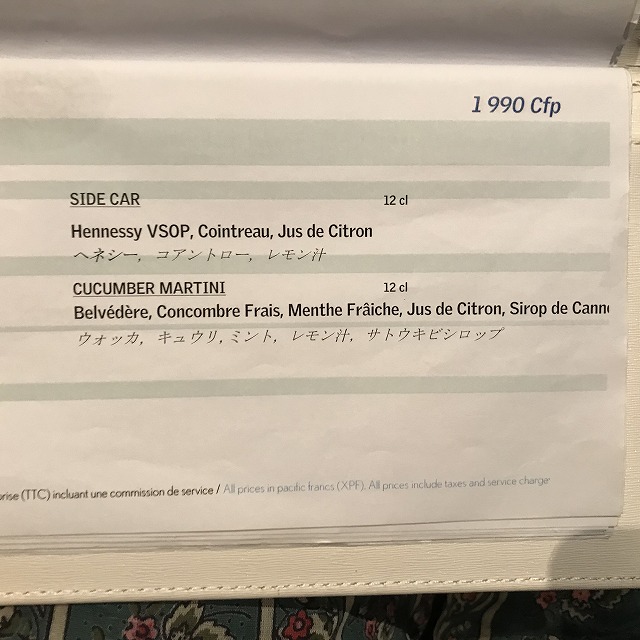 1 990 Cfp
SIDE CAR 12 cl
Hennessy VSOP, Cointreau, Jus de Citron
ヘネシー, コアントロー, レモン汁
CUCUMBER MARTINI 12 cl
Belvédère, Concombre Frais, Menthe Frâiche, Jus de Citron, Sirop de Canne
ウォッカ, キュウリ, ミント, レモン汁, サトウキビシロップ
prise (TTC) incluant une commission de service / All prices in pacific francs (XPF). All prices include taxes and service charge